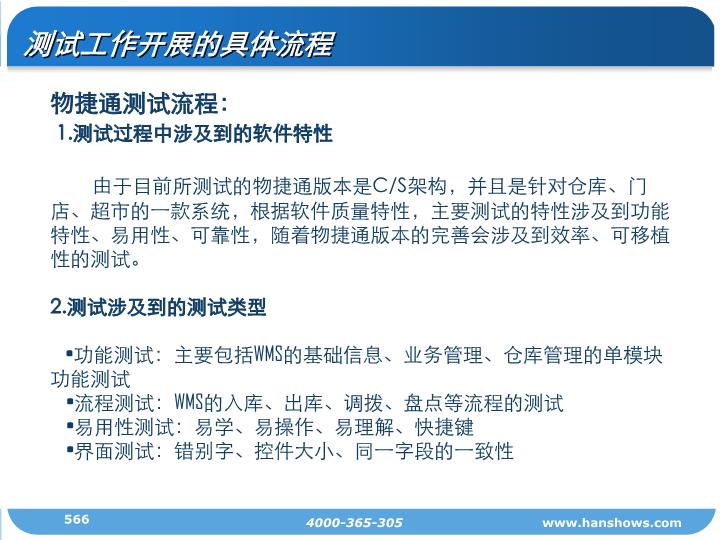 测试工作开展的具体流程
物捷通测试流程：
1.测试过程中涉及到的软件特性
由于目前所测试的物捷通版本是C/S架构，并且是针对仓库、门
店、超市的一款系统，根据软件质量特性，主要测试的特性涉及到功能
特性、易用性、可靠性，随着物捷通版本的完善会涉及到效率、可移植
性的测试。
2.测试涉及到的测试类型
▪功能测试：主要包括WMS的基础信息、业务管理、仓库管理的单模块
功能测试
▪流程测试：WMS的入库、出库、调拨、盘点等流程的测试
▪易用性测试：易学、易操作、易理解、快捷键
▪界面测试：错别字、控件大小、同一字段的一致性
566
4000-365-305
www.hanshows.com